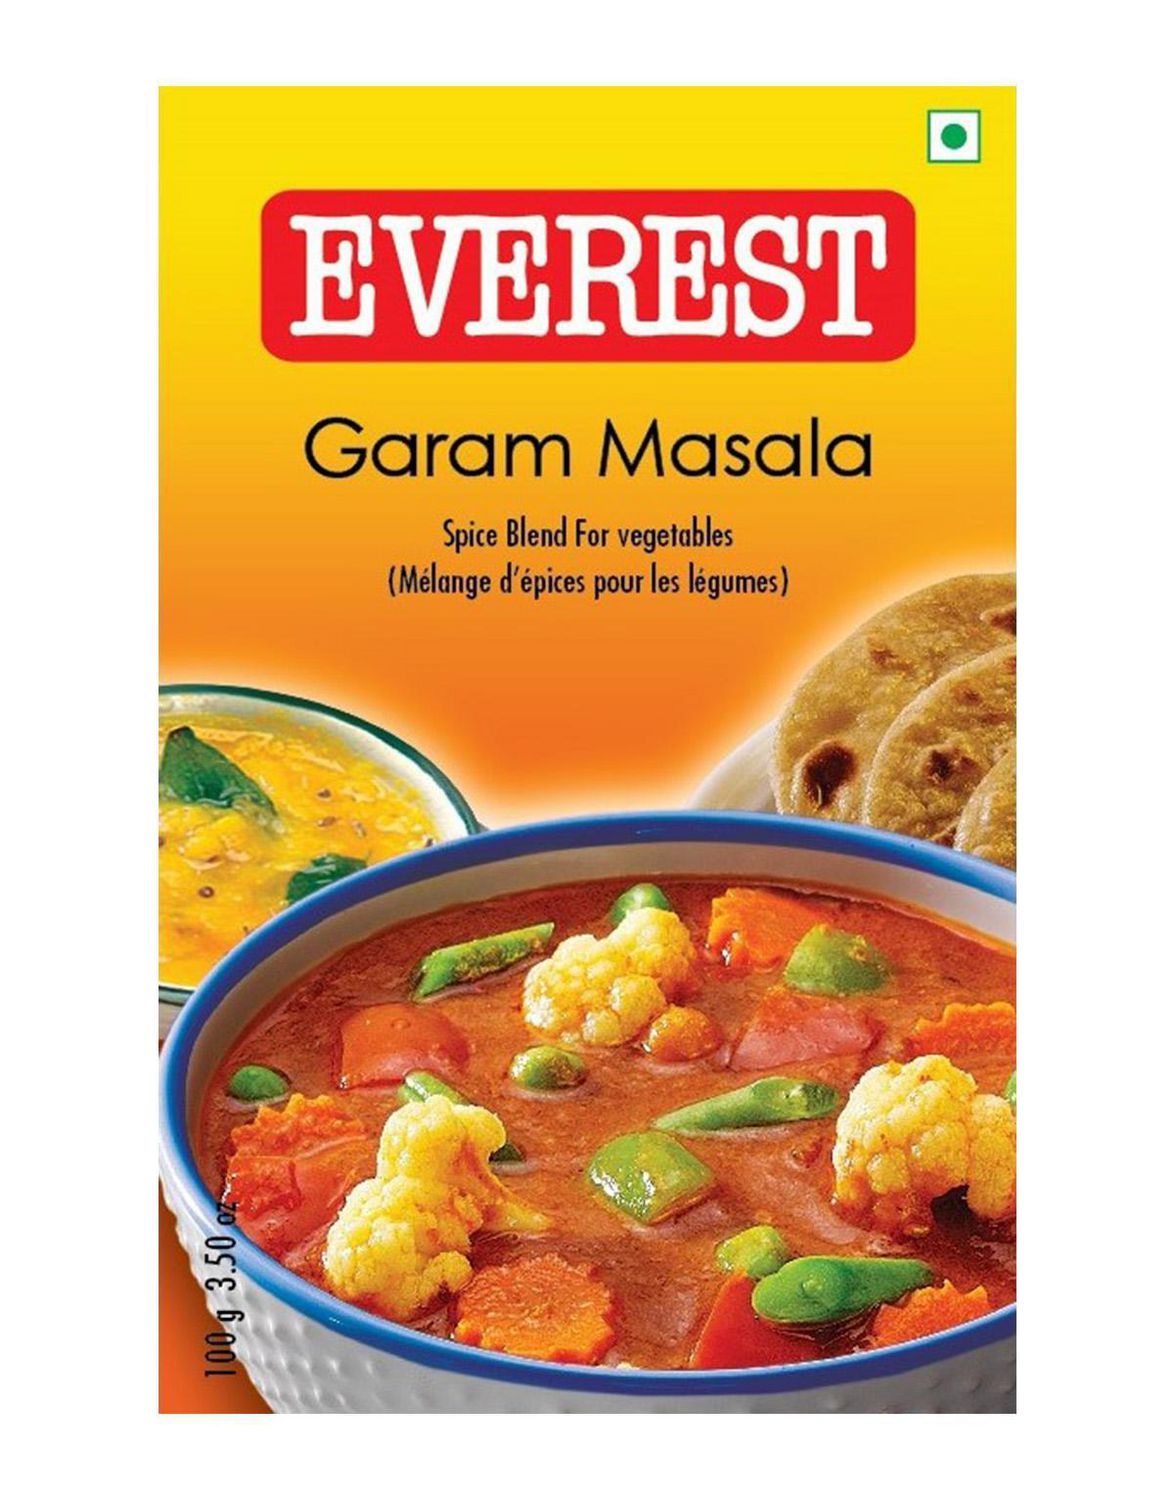 EVEREST
Garam Masala
Spice Blend For vegetables
(Mélange d'épices pour les légumes)
100 g 3.50 oz